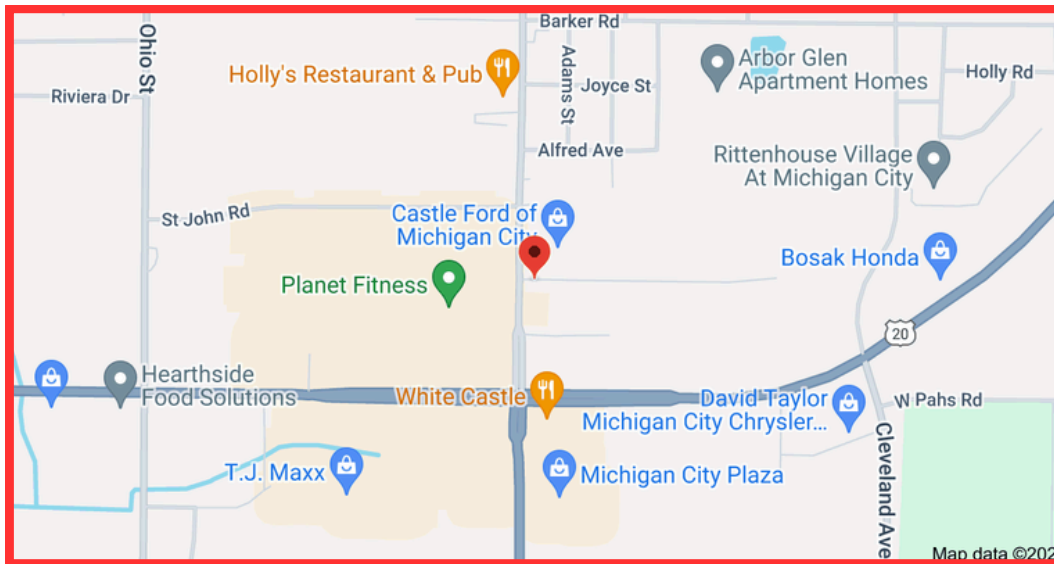 Barker Rd
Ohio St
Adams St
Holly's Restaurant & Pub
Arbor Glen
Apartment Homes
Holly Rd
Riviera Dr
Joyce St
Alfred Ave
Rittenhouse Village
At Michigan City
St John Rd
Castle Ford of
Michigan City
Bosak Honda
Planet Fitness
20
Hearthside
Food Solutions
White Castle
David Taylor
Michigan City Chrysler...
W Pahs Rd
Cleveland Ave
T.J. Maxx
Michigan City Plaza
Map data ©202